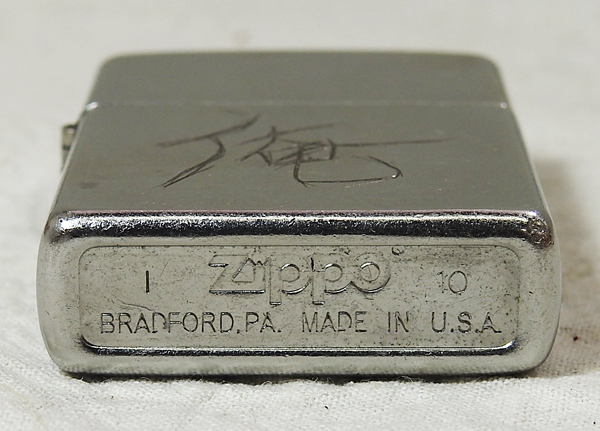 俺
I Zippo 10
BRADFORD, PA. MADE IN U.S.A.